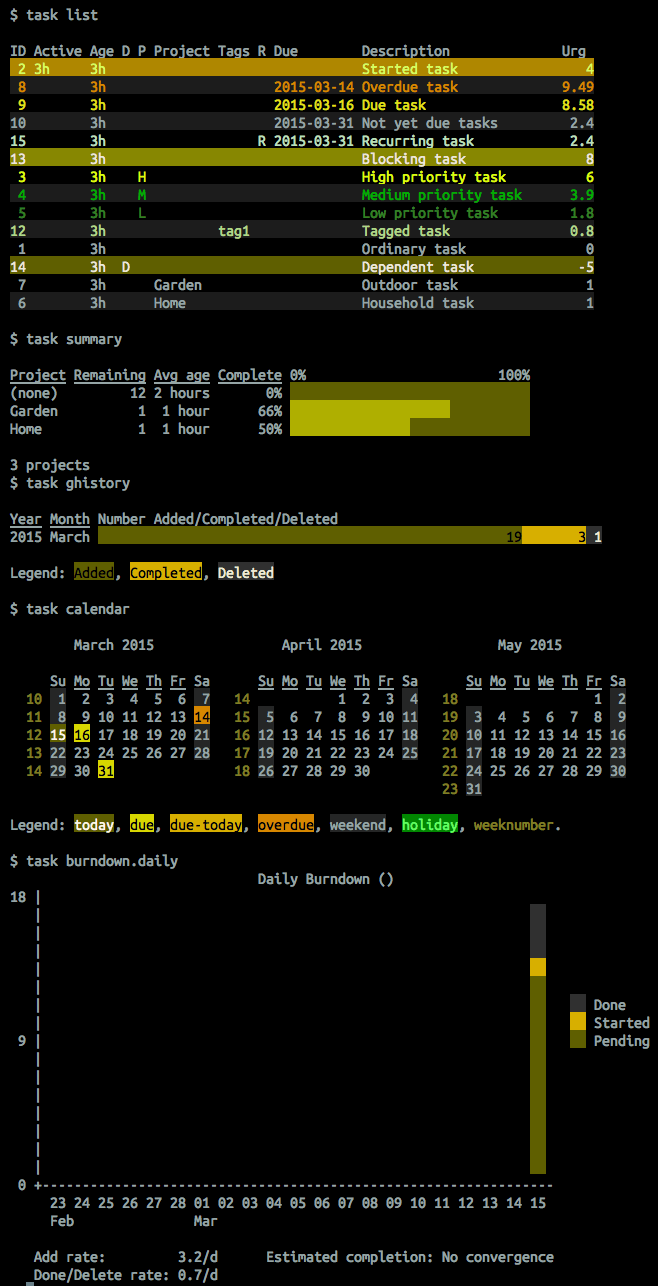 $ task list
ID Active Age D P Project Tags R Due Description Urg
2 3h 3h Started task 4
8 3h 2015-03-14 Overdue task 9.49
9 3h 2015-03-16 Due task 8.58
10 3h 2015-03-31 Not yet due tasks 2.4
15 3h R 2015-03-31 Recurring task 2.4
13 3h Blocking task 8
3 3h H High priority task 6
4 3h M Medium priority task 3.9
5 3h L Low priority task 1.8
12 3h tag1 Tagged task 0.8
1 3h Ordinary task 0
14 3h D Dependent task -5
7 3h Garden Outdoor task 1
6 3h Home Household task 1
$ task summary
Project Remaining Avg age Complete 0% 100%
(none) 12 2 hours 0%
Garden 1 1 hour 66%
Home 1 1 hour 50%
3 projects
$ task ghistory
Year Month Number Added/Completed/Deleted
2015 March 19 3 1
Legend: Added, Completed, Deleted
$ task calendar
March 2015 April 2015 May 2015
Su Mo Tu We Th Fr Sa Su Mo Tu We Th Fr Sa Su Mo Tu We Th Fr Sa
10 1 2 3 4 5 6 7 14 1 2 3 4 18 1 2
11 8 9 10 11 12 13 14 15 5 6 7 8 9 10 11 19 3 4 5 6 7 8 9
12 15 16 17 18 19 20 21 16 12 13 14 15 16 17 18 20 10 11 12 13 14 15 16
13 22 23 24 25 26 27 28 17 19 20 21 22 23 24 25 21 17 18 19 20 21 22 23
14 29 30 31 18 26 27 28 29 30 22 24 25 26 27 28 29 30
23 31
Legend: today, due, due-today, overdue, weekend, holiday, weeknumber.
$ task burndown.daily
Daily Burndown ()
18
Done
Started
9 Pending
0 +
23 24 25 26 27 28 01 02 03 04 05 06 07 08 09 10 11 12 13 14 15
Feb Mar
Add rate: 3.2/d Estimated completion: No convergence
Done/Delete rate: 0.7/d